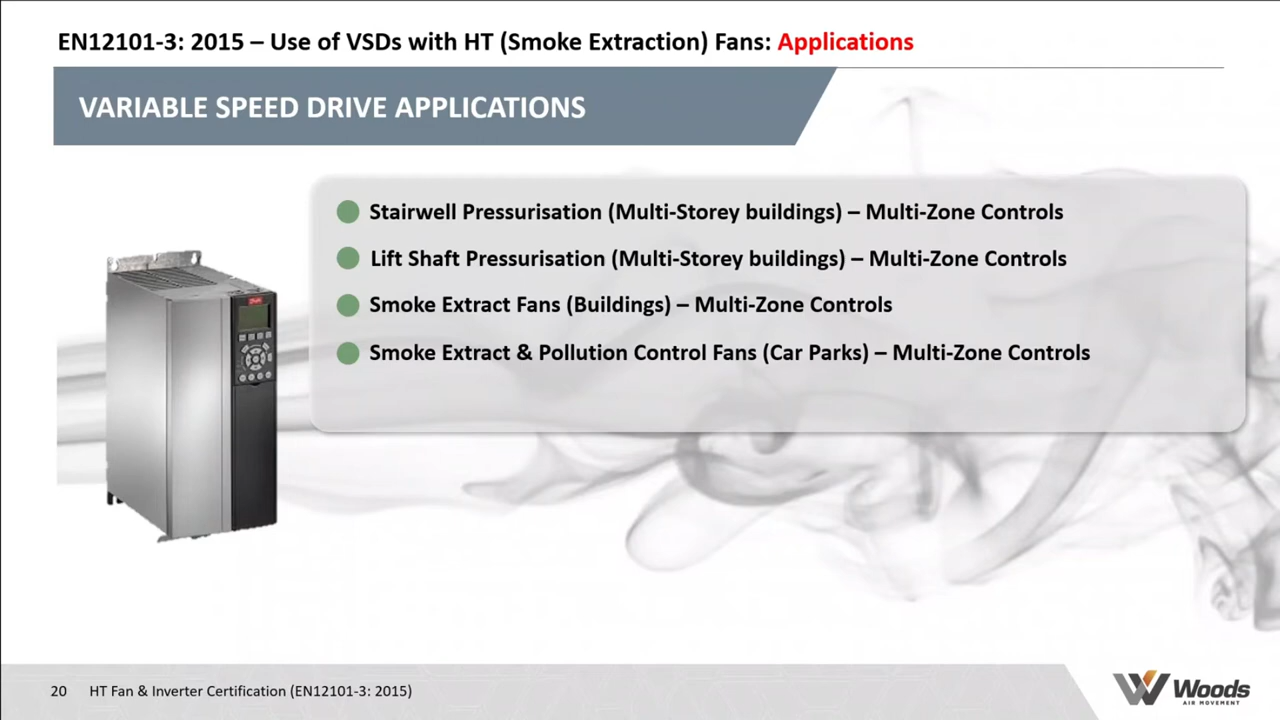 EN12101-3: 2015 – Use of VSDs with HT (Smoke Extraction) Fans: Applications
VARIABLE SPEED DRIVE APPLICATIONS
Stairwell Pressurisation (Multi-Storey buildings) – Multi-Zone Controls
Lift Shaft Pressurisation (Multi-Storey buildings) – Multi-Zone Controls
Smoke Extract Fans (Buildings) – Multi-Zone Controls
Smoke Extract & Pollution Control Fans (Car Parks) – Multi-Zone Controls
20 HT Fan & Inverter Certification (EN12101-3: 2015)
Woods
AIR MOVEMENT